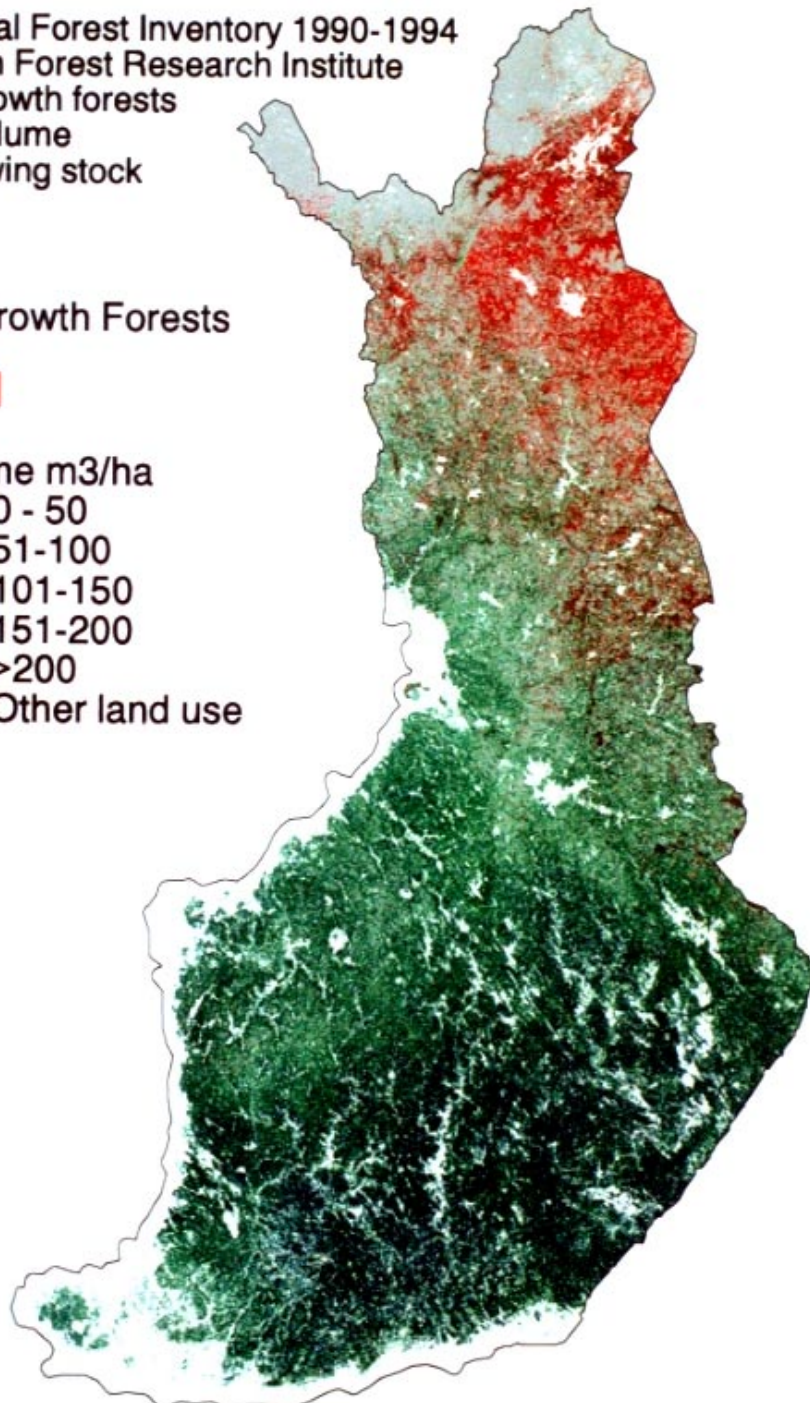 al Forest Inventory 1990-1994
n Forest Research Institute
owth forests
lume
ving stock
rowth Forests
me m3/ha
0 - 50
51-100
101-150
151-200
>200
Other land use